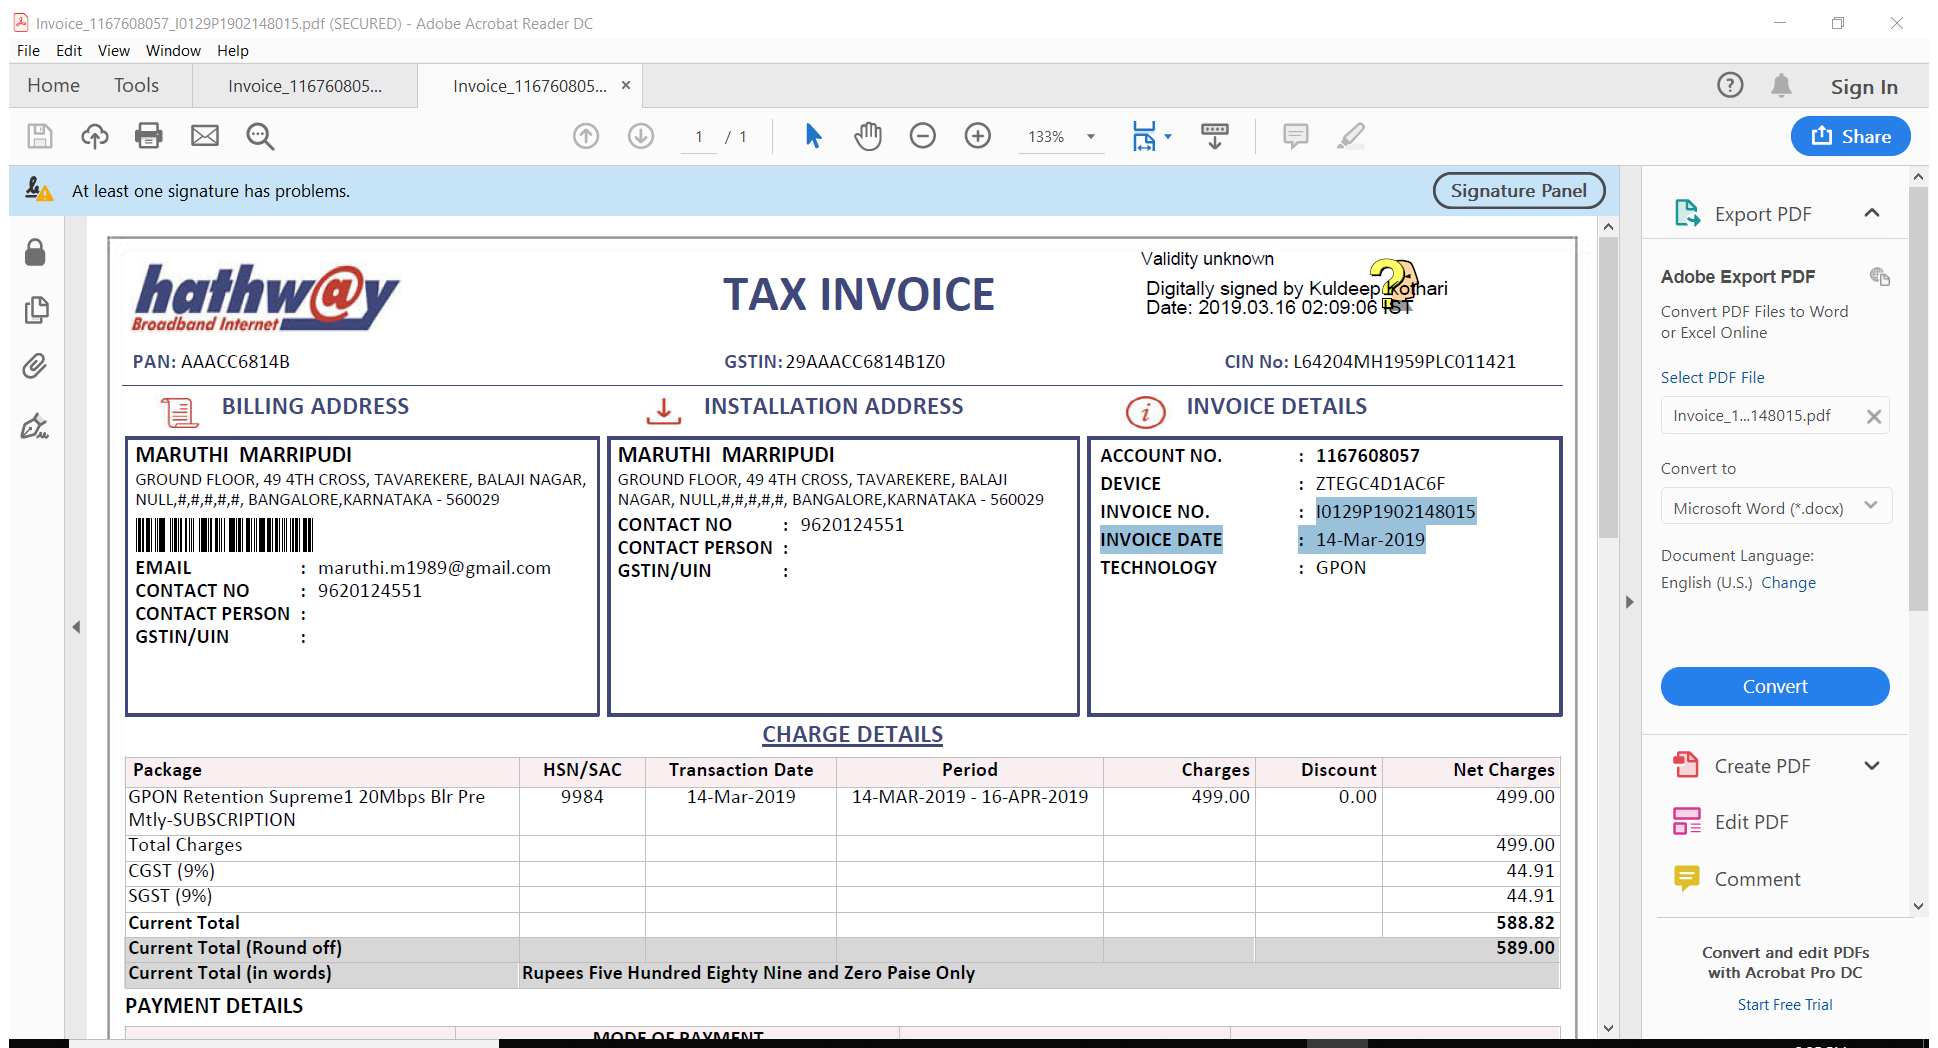 Invoice_1167608057_I0129P1902148015.pdf (SECURED) - Adobe Acrobat Reader DC
File Edit View Window Help
Home Tools Invoice_116760805... Invoice_116760805... × Sign In
1 / 1 133% Share
At least one signature has problems. Signature Panel
hathw@y
Broadband Internet
TAX INVOICE
Validity unknown
Digitally signed by Kuldeep Kothari
Date: 2019.03.16 02:09:06 IST
PAN: AAACC6814B GSTIN: 29AAACC6814B1Z0 CIN No: L64204MH1959PLC011421
BILLING ADDRESS
MARUTHI MARRIPUDI
GROUND FLOOR, 49 4TH CROSS, TAVAREKERE, BALAJI NAGAR,
NULL,#,#,#,#,#, BANGALORE,KARNATAKA - 560029
EMAIL : maruthi.m1989@gmail.com
CONTACT NO : 9620124551
CONTACT PERSON :
GSTIN/UIN :
INSTALLATION ADDRESS
MARUTHI MARRIPUDI
GROUND FLOOR, 49 4TH CROSS, TAVAREKERE, BALAJI
NAGAR, NULL,#,#,#,#,#, BANGALORE,KARNATAKA - 560029
CONTACT NO : 9620124551
CONTACT PERSON :
GSTIN/UIN :
INVOICE DETAILS
ACCOUNT NO. : 1167608057
DEVICE : ZTEGC4D1AC6F
INVOICE NO. : I0129P1902148015
INVOICE DATE : 14-Mar-2019
TECHNOLOGY : GPON
CHARGE DETAILS
Package HSN/SAC Transaction Date Period Charges Discount Net Charges
GPON Retention Supreme1 20Mbps Blr Pre 9984 14-Mar-2019 14-MAR-2019 - 16-APR-2019 499.00 0.00 499.00
Mtly-SUBSCRIPTION
Total Charges 499.00
CGST (9%) 44.91
SGST (9%) 44.91
Current Total 588.82
Current Total (Round off) 589.00
Current Total (in words) Rupees Five Hundred Eighty Nine and Zero Paise Only
PAYMENT DETAILS
MODE OF PAYMENT
Export PDF
Adobe Export PDF
Convert PDF Files to Word
or Excel Online
Select PDF File
Invoice_1...148015.pdf
Convert to
Microsoft Word (*.docx)
Document Language:
English (U.S.) Change
Convert
Create PDF
Edit PDF
Comment
Convert and edit PDFs
with Acrobat Pro DC
Start Free Trial